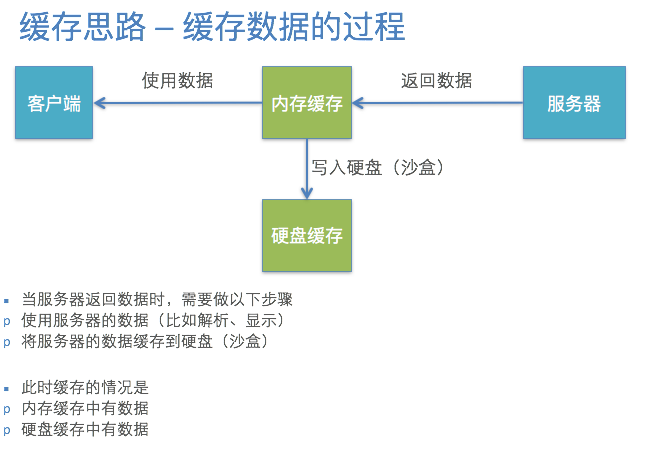 缓存思路 – 缓存数据的过程
使用数据
返回数据
客户端
内存缓存
服务器
写入硬盘（沙盒）
硬盘缓存
▪ 当服务器返回数据时，需要做以下步骤
p 使用服务器的数据（比如解析、显示）
p 将服务器的数据缓存到硬盘（沙盒）
▪ 此时缓存的情况是
p 内存缓存中有数据
p 硬盘缓存中有数据